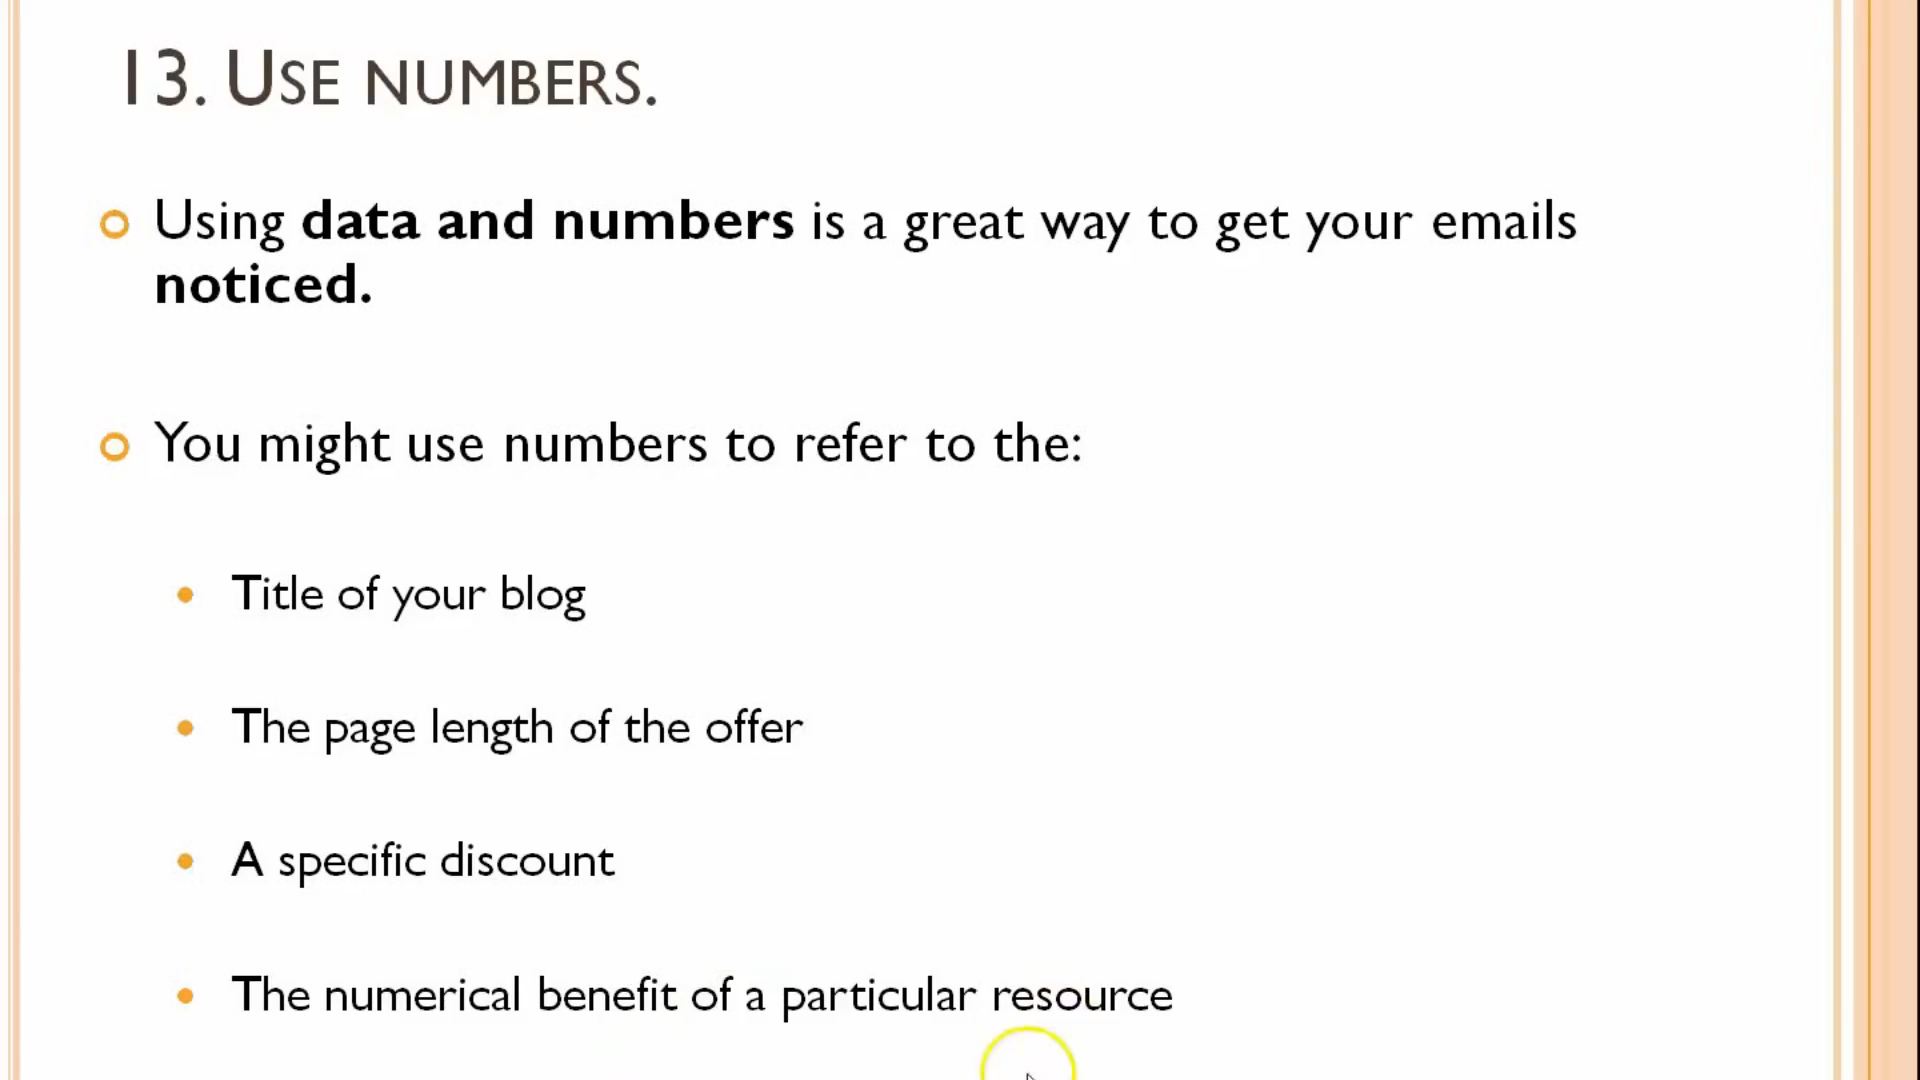 13. USE NUMBERS.
Using data and numbers is a great way to get your emails
noticed.
You might use numbers to refer to the:
Title of your blog
The page length of the offer
A specific discount
The numerical benefit of a particular resource